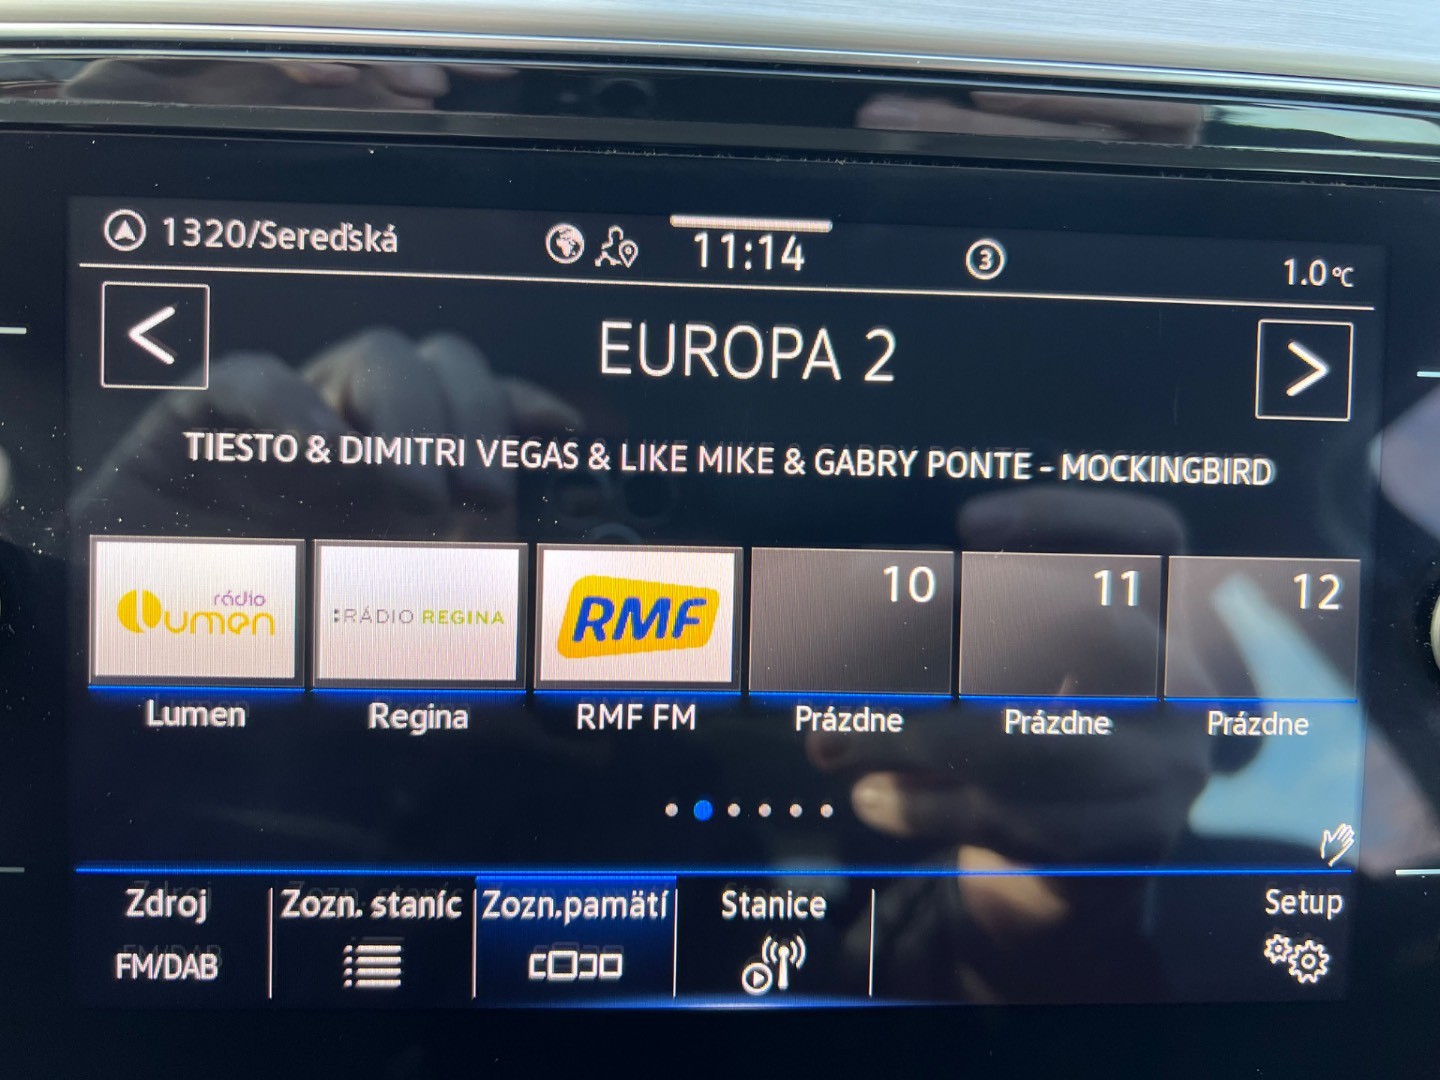 1320/Sereďská
11:14
3
1.0 °C
EUROPA 2
TIESTO & DIMITRI VEGAS & LIKE MIKE & GABRY PONTE - MOCKINGBIRD
rádio
lumen
:RÁDIO REGINA
RMF
10
11
12
Lumen
Regina
RMF FM
Prázdne
Prázdne
Prázdne
Zdroj
Zozn. staníc
Zozn.pamätí
Stanice
Setup
FM/DAB